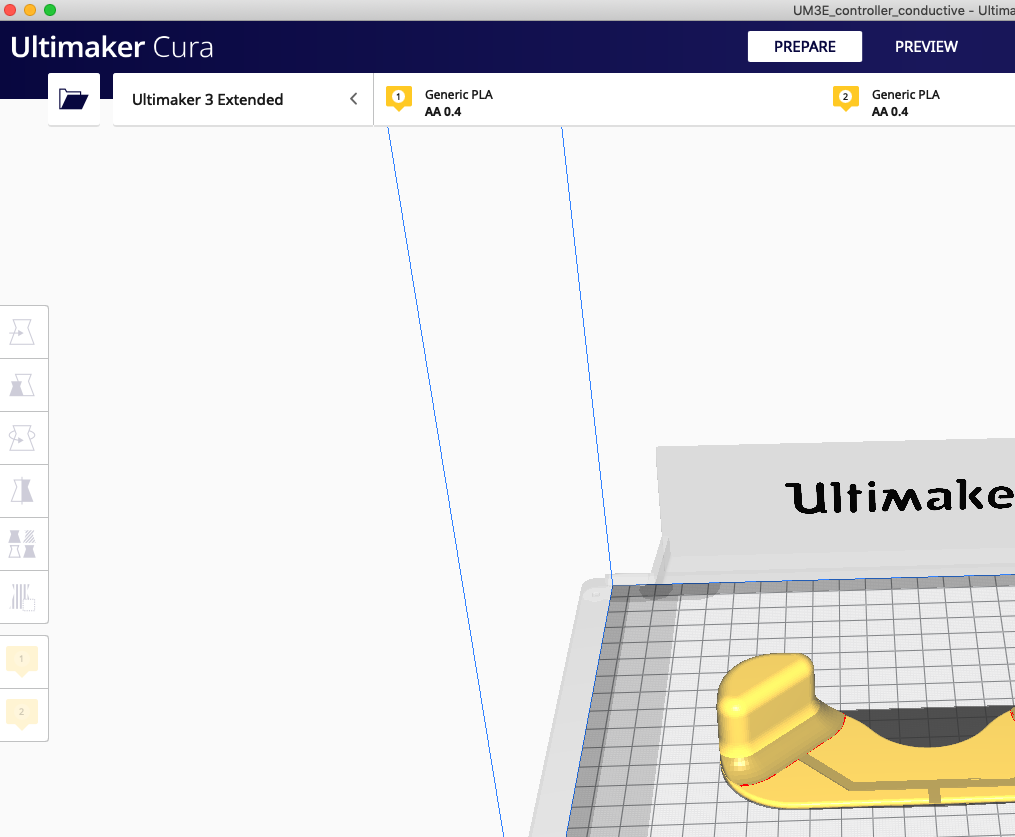 UM3E_controller_conductive - Ultima
Ultimaker Cura
PREPARE
PREVIEW
Ultimaker 3 Extended
1
Generic PLA
AA 0.4
2
Generic PLA
AA 0.4
Ultimake
1
2